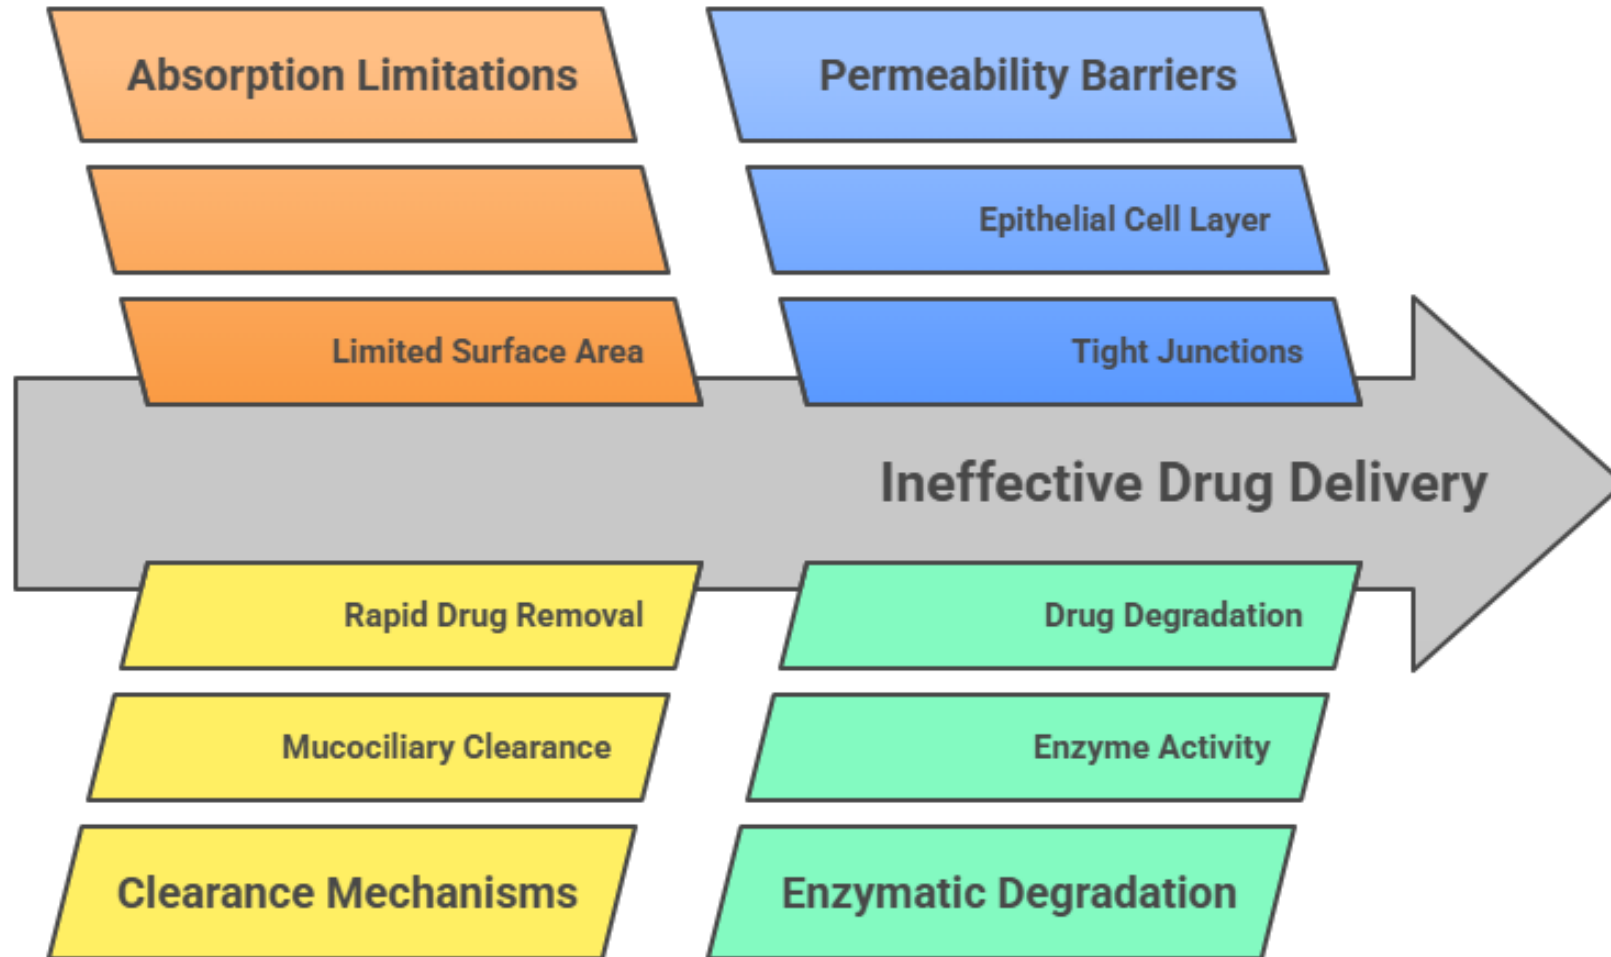 Absorption Limitations
Permeability Barriers
Epithelial Cell Layer
Limited Surface Area
Tight Junctions
Ineffective Drug Delivery
Rapid Drug Removal
Drug Degradation
Mucociliary Clearance
Enzyme Activity
Clearance Mechanisms
Enzymatic Degradation